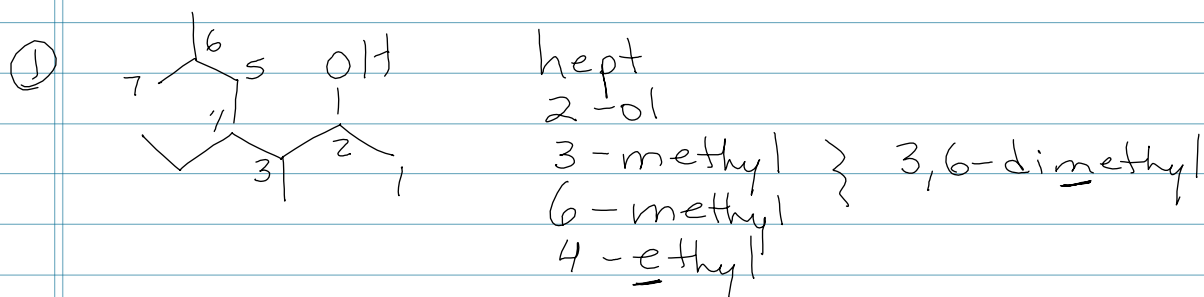 ① 6 5 OH hept
7 2-ol
4 3 2 1 3-methyl } 3,6-dimethyl
6-methyl
4-ethyl